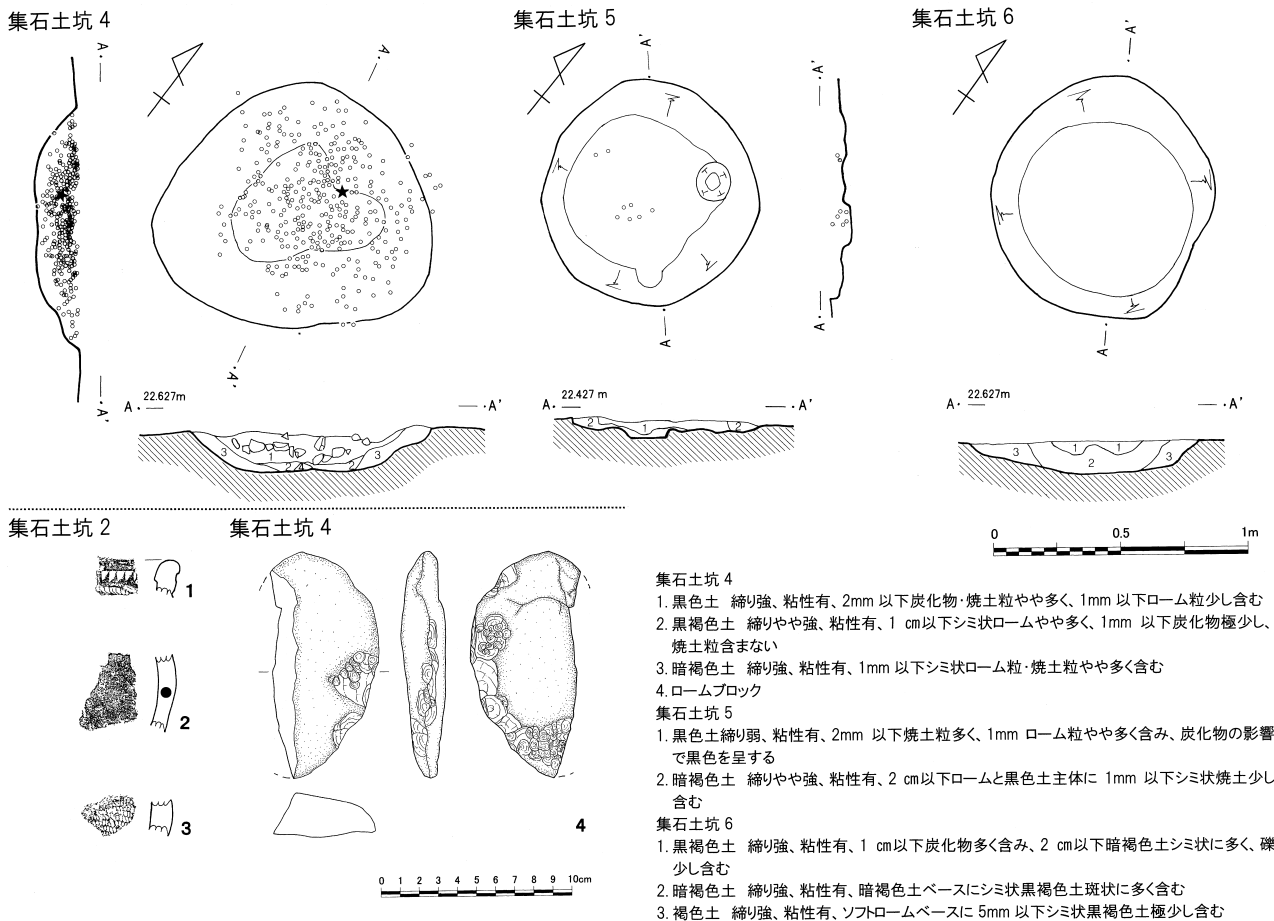 集石土坑 4
集石土坑 5
集石土坑 6
A・
A・
・A'
A'
A・ 22.627m ・A'
3 1 2 2 3
・A'
A
A'・
A・
A・ 22.427m ・A'
2 1 2
・A'
A
A・ 22.627m ・A'
3 1 1 2 3
0 0.5 1m
集石土坑 2
集石土坑 4
1
2
3
4
0 1 2 3 4 5 6 7 8 9 10cm
集石土坑 4
1. 黒色土 締り強、粘性有、2mm 以下炭化物・焼土粒やや多く、1mm 以下ローム粒少し含む
2. 黒褐色土 締りやや強、粘性有、1 ㎝以下シミ状ロームやや多く、1mm 以下炭化物極少し、
焼土粒含まない
3. 暗褐色土 締り強、粘性有、1mm 以下シミ状ローム粒・焼土粒やや多く含む
4. ロームブロック
集石土坑 5
1. 黒色土締り弱、粘性有、2mm 以下焼土粒多く、1mm ローム粒やや多く含み、炭化物の影響
で黒色を呈する
2. 暗褐色土 締りやや強、粘性有、2 ㎝以下ロームと黒色土主体に 1mm 以下シミ状焼土少し
含む
集石土坑 6
1. 黒褐色土 締り強、粘性有、1 ㎝以下炭化物多く含み、2 ㎝以下暗褐色土シミ状に多く、礫
少し含む
2. 暗褐色土 締り強、粘性有、暗褐色土ベースにシミ状黒褐色土斑状に多く含む
3. 褐色土 締り強、粘性有、ソフトロームベースに 5mm 以下シミ状黒褐色土極少し含む